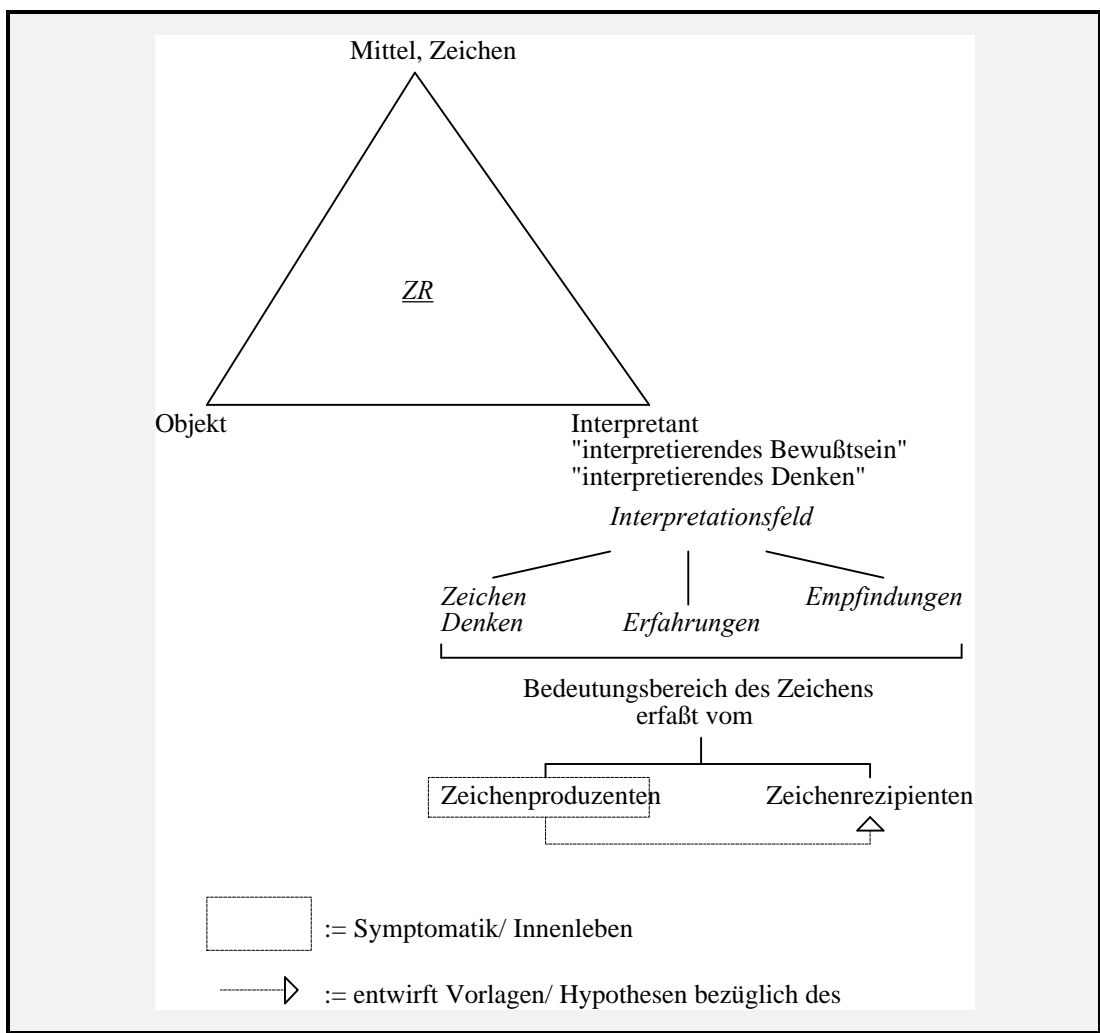 Mittel, Zeichen
ZR
Objekt
Interpretant
"interpretierendes Bewußtsein"
"interpretierendes Denken"
Interpretationsfeld
Zeichen
Denken
Erfahrungen
Empfindungen
Bedeutungsbereich des Zeichens
erfaßt vom
Zeichenproduzenten
Zeichenrezipienten
:= Symptomatik/ Innenleben
:= entwirft Vorlagen/ Hypothesen bezüglich des